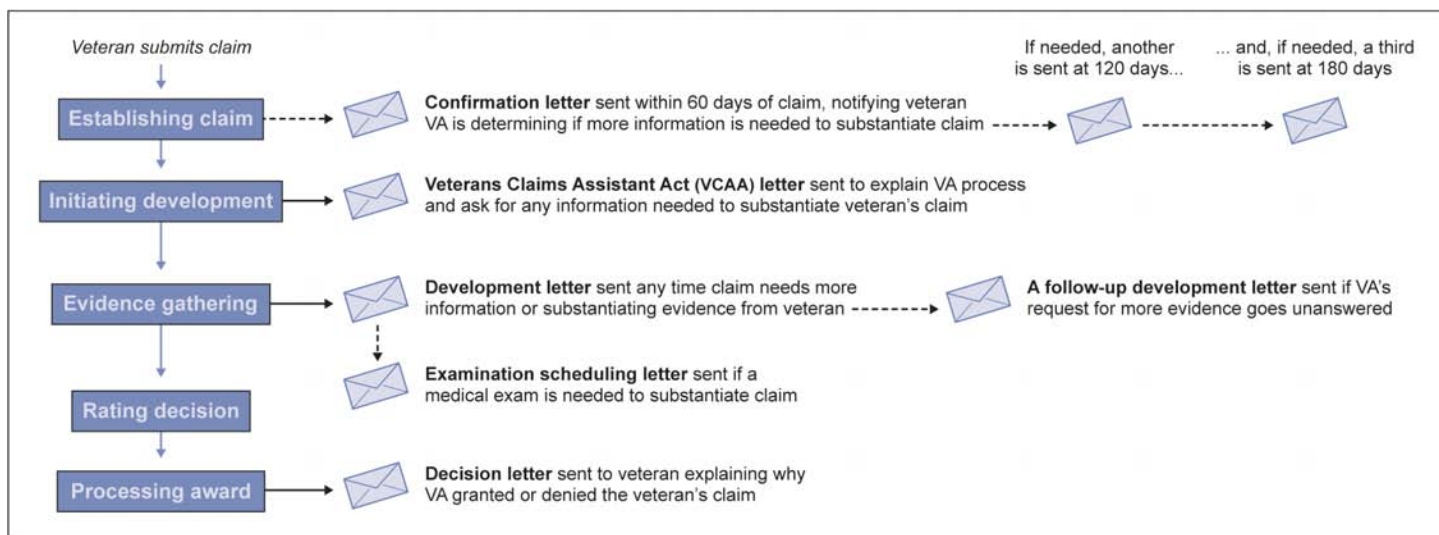 Veteran submits claim
If needed, another
is sent at 120 days...
... and, if needed, a third
is sent at 180 days
Establishing claim
Confirmation letter sent within 60 days of claim, notifying veteran
VA is determining if more information is needed to substantiate claim
Initiating development
Veterans Claims Assistant Act (VCAA) letter sent to explain VA process
and ask for any information needed to substantiate veteran's claim
Evidence gathering
Development letter sent any time claim needs more
information or substantiating evidence from veteran
A follow-up development letter sent if VA's
request for more evidence goes unanswered
Examination scheduling letter sent if a
medical exam is needed to substantiate claim
Rating decision
Processing award
Decision letter sent to veteran explaining why
VA granted or denied the veteran's claim